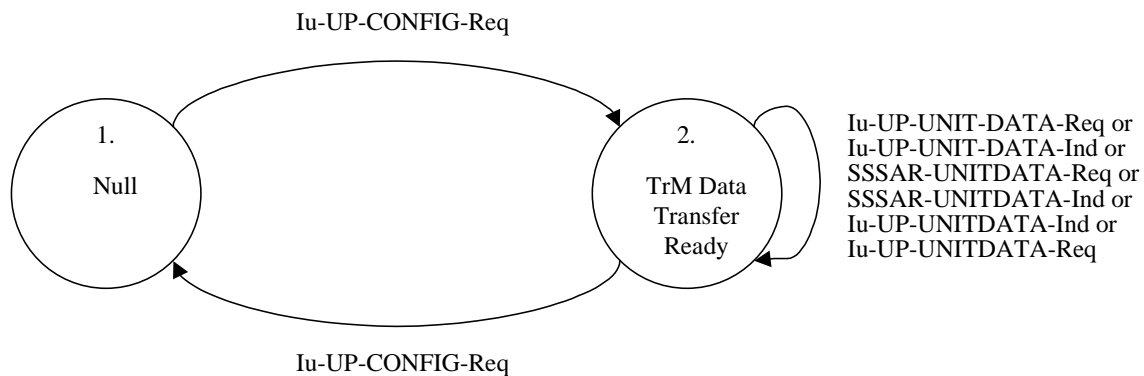 Iu-UP-CONFIG-Req
1.
Null
2.
TrM Data
Transfer
Ready
Iu-UP-UNIT-DATA-Req or
Iu-UP-UNIT-DATA-Ind or
SSSAR-UNITDATA-Req or
SSSAR-UNITDATA-Ind or
Iu-UP-UNITDATA-Ind or
Iu-UP-UNITDATA-Req
Iu-UP-CONFIG-Req